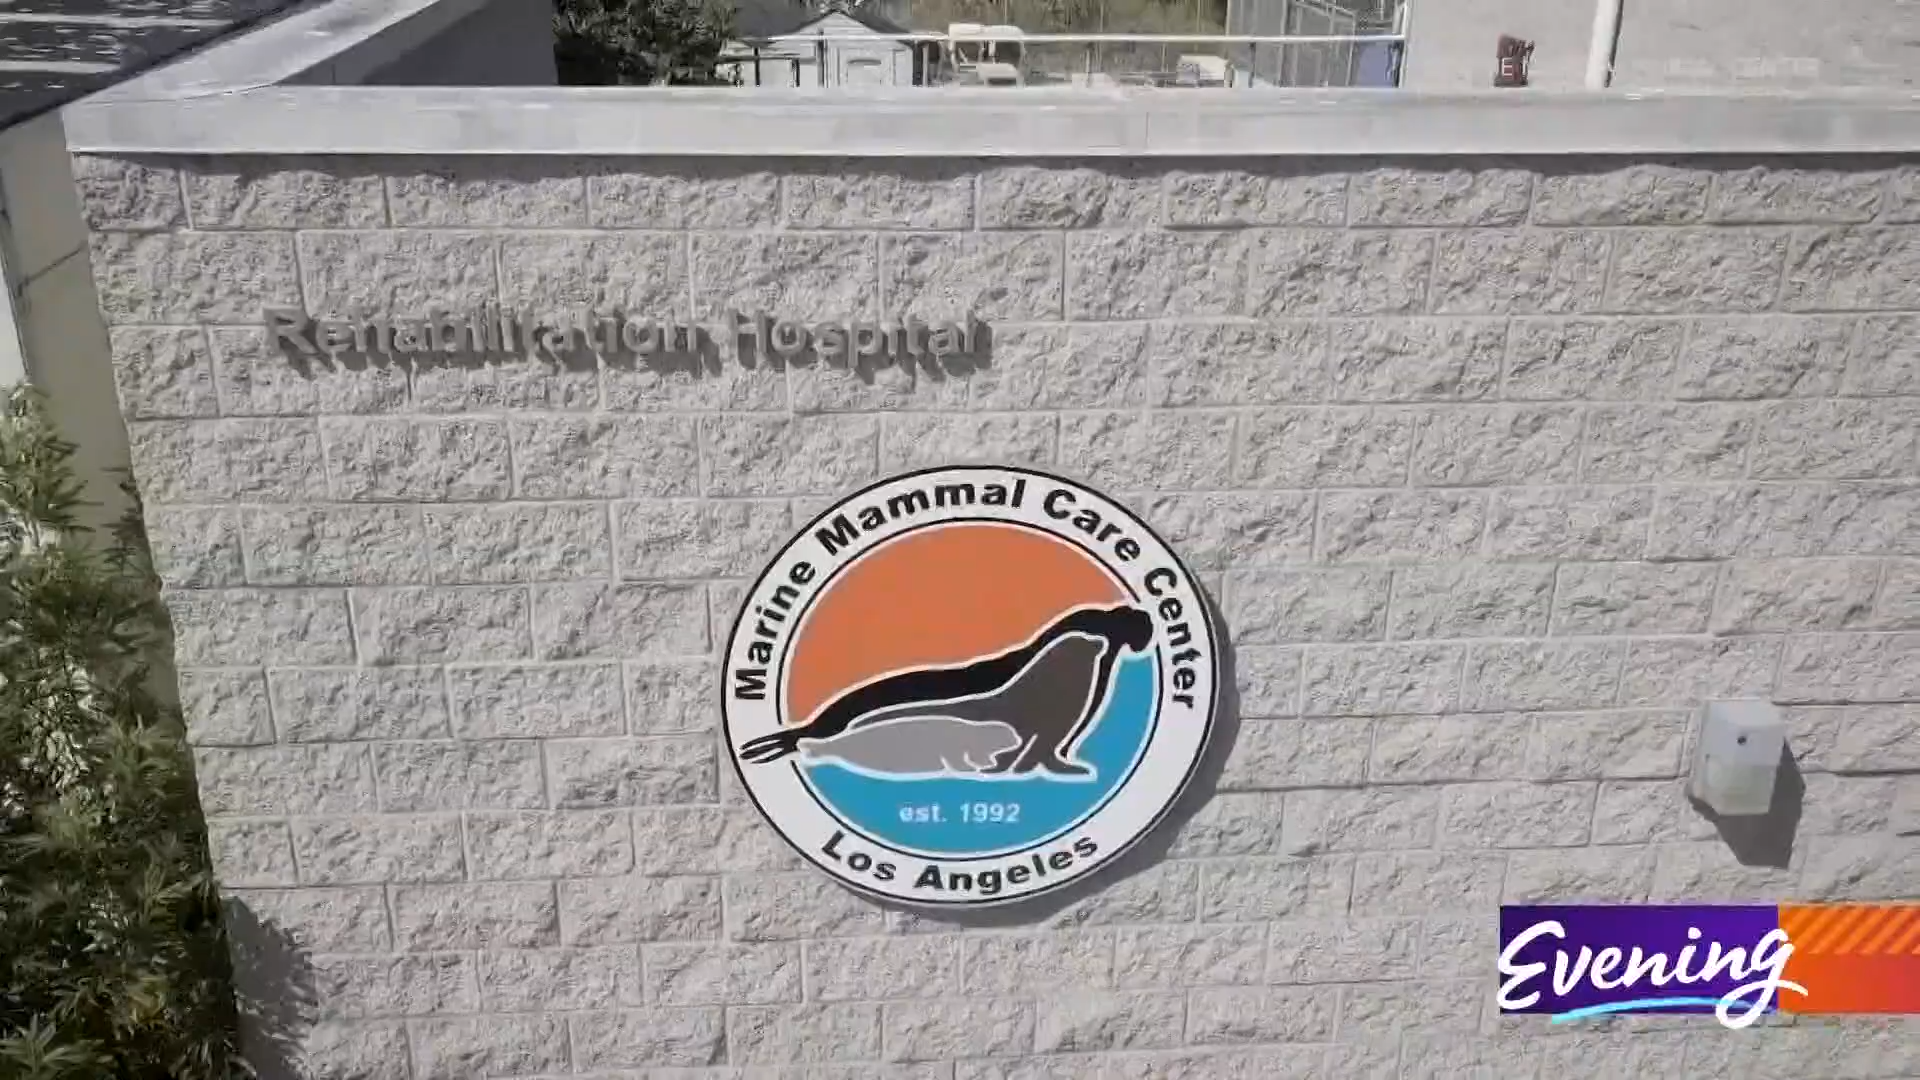 Rehabilitation Hospital
Marine Mammal Care Center
est. 1992
Los Angeles
Evening